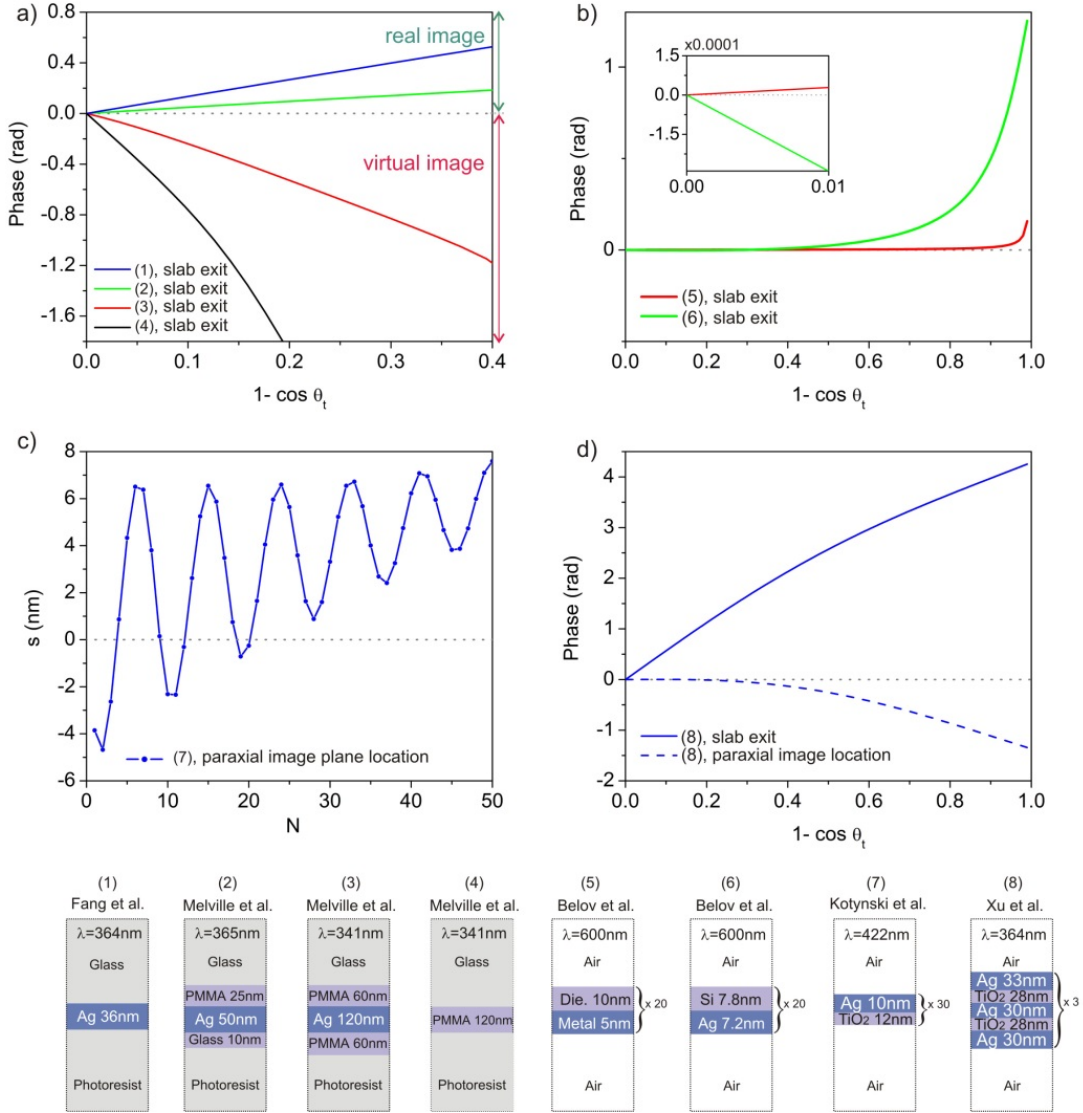 a)
0.8
0.4
0.0
-0.4
-0.8
-1.2
-1.6
Phase (rad)
real image
virtual image
(1), slab exit
(2), slab exit
(3), slab exit
(4), slab exit
0.0 0.1 0.2 0.3 0.4
1- cos θt
b)
1
0
Phase (rad)
x0.0001
1.5
0.0
-1.5
0.00 0.01
(5), slab exit
(6), slab exit
0.0 0.2 0.4 0.6 0.8 1.0
1- cos θt
c)
8
6
4
2
0
-2
-4
-6
s (nm)
(7), paraxial image plane location
0 10 20 30 40 50
N
d)
4
3
2
1
0
-1
-2
Phase (rad)
(8), slab exit
(8), paraxial image location
0.0 0.2 0.4 0.6 0.8 1.0
1- cos θt
(1)
Fang et al.
λ=364nm
Glass
Ag 36nm
Photoresist
(2)
Melville et al.
λ=365nm
Glass
PMMA 25nm
Ag 50nm
Glass 10nm
Photoresist
(3)
Melville et al.
λ=341nm
Glass
PMMA 60nm
Ag 120nm
PMMA 60nm
Photoresist
(4)
Melville et al.
λ=341nm
Glass
PMMA 120nm
Photoresist
(5)
Belov et al.
λ=600nm
Air
Die. 10nm
Metal 5nm
x 20
Air
(6)
Belov et al.
λ=600nm
Air
Si 7.8nm
Ag 7.2nm
x 20
Air
(7)
Kotynski et al.
λ=422nm
Air
Ag 10nm
TiO2 12nm
x 30
Air
(8)
Xu et al.
λ=364nm
Air
Ag 33nm
TiO2 28nm
Ag 30nm
TiO2 28nm
Ag 30nm
x 3
Air